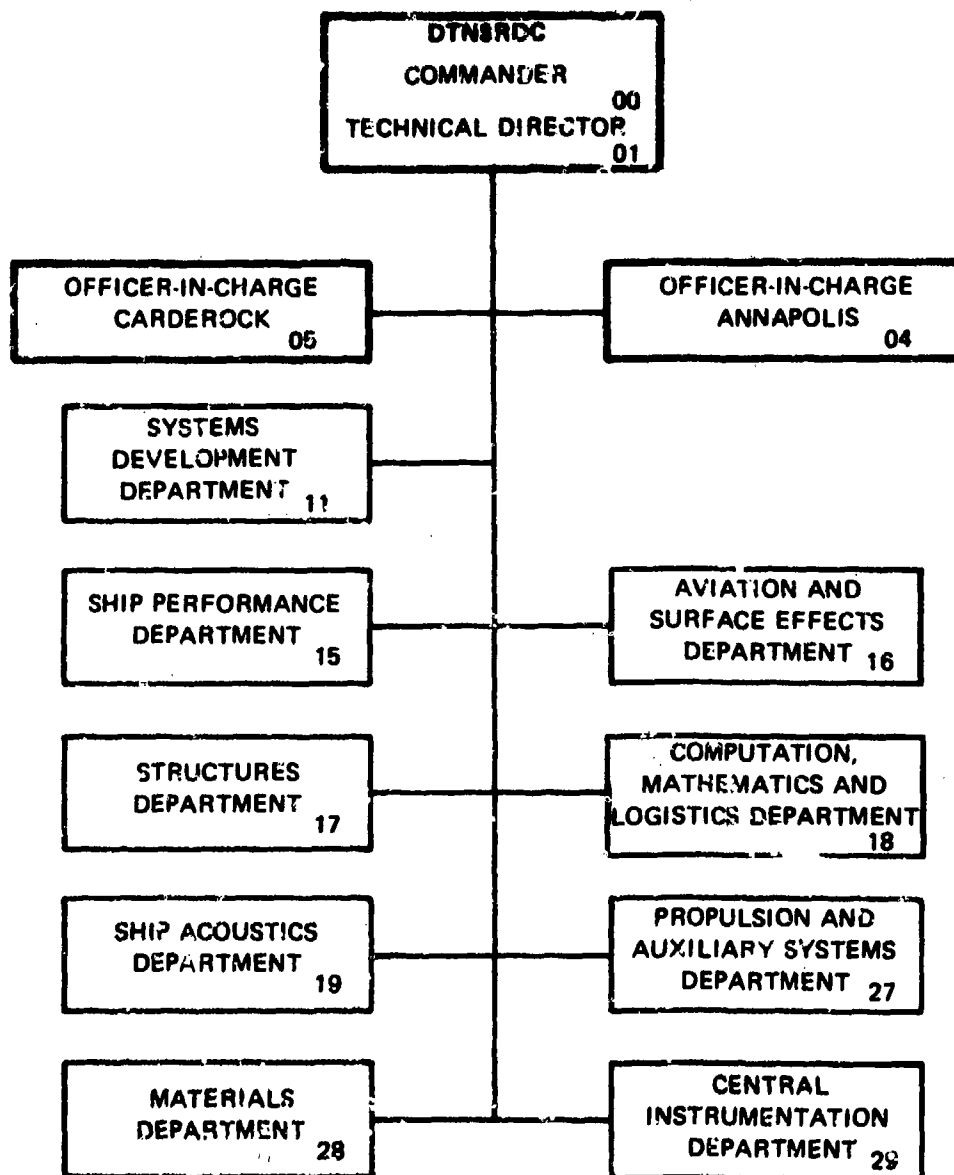 DTNSRDC
COMMANDER
00
TECHNICAL DIRECTOR
01
OFFICER-IN-CHARGE
CARDEROCK
05
OFFICER-IN-CHARGE
ANNAPOLIS
04
SYSTEMS
DEVELOPMENT
DEPARTMENT
11
SHIP PERFORMANCE
DEPARTMENT
15
AVIATION AND
SURFACE EFFECTS
DEPARTMENT
16
STRUCTURES
DEPARTMENT
17
COMPUTATION,
MATHEMATICS AND
LOGISTICS DEPARTMENT
18
SHIP ACOUSTICS
DEPARTMENT
19
PROPULSION AND
AUXILIARY SYSTEMS
DEPARTMENT
27
MATERIALS
DEPARTMENT
28
CENTRAL
INSTRUMENTATION
DEPARTMENT
29